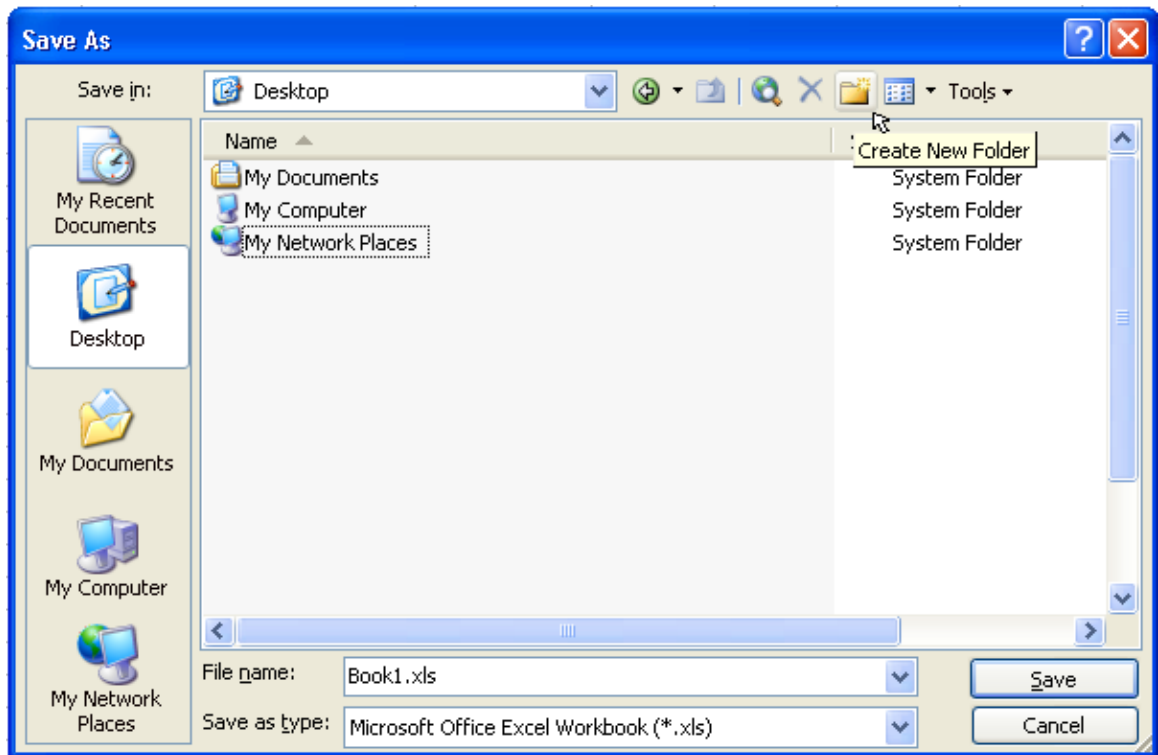 Save As
Save in:
Desktop
Tools
Name
Create New Folder
My Documents
System Folder
My Computer
System Folder
My Network Places
System Folder
My Recent
Documents
Desktop
My Documents
My Computer
My Network
Places
File name:
Book1.xls
Save
Save as type:
Microsoft Office Excel Workbook (*.xls)
Cancel